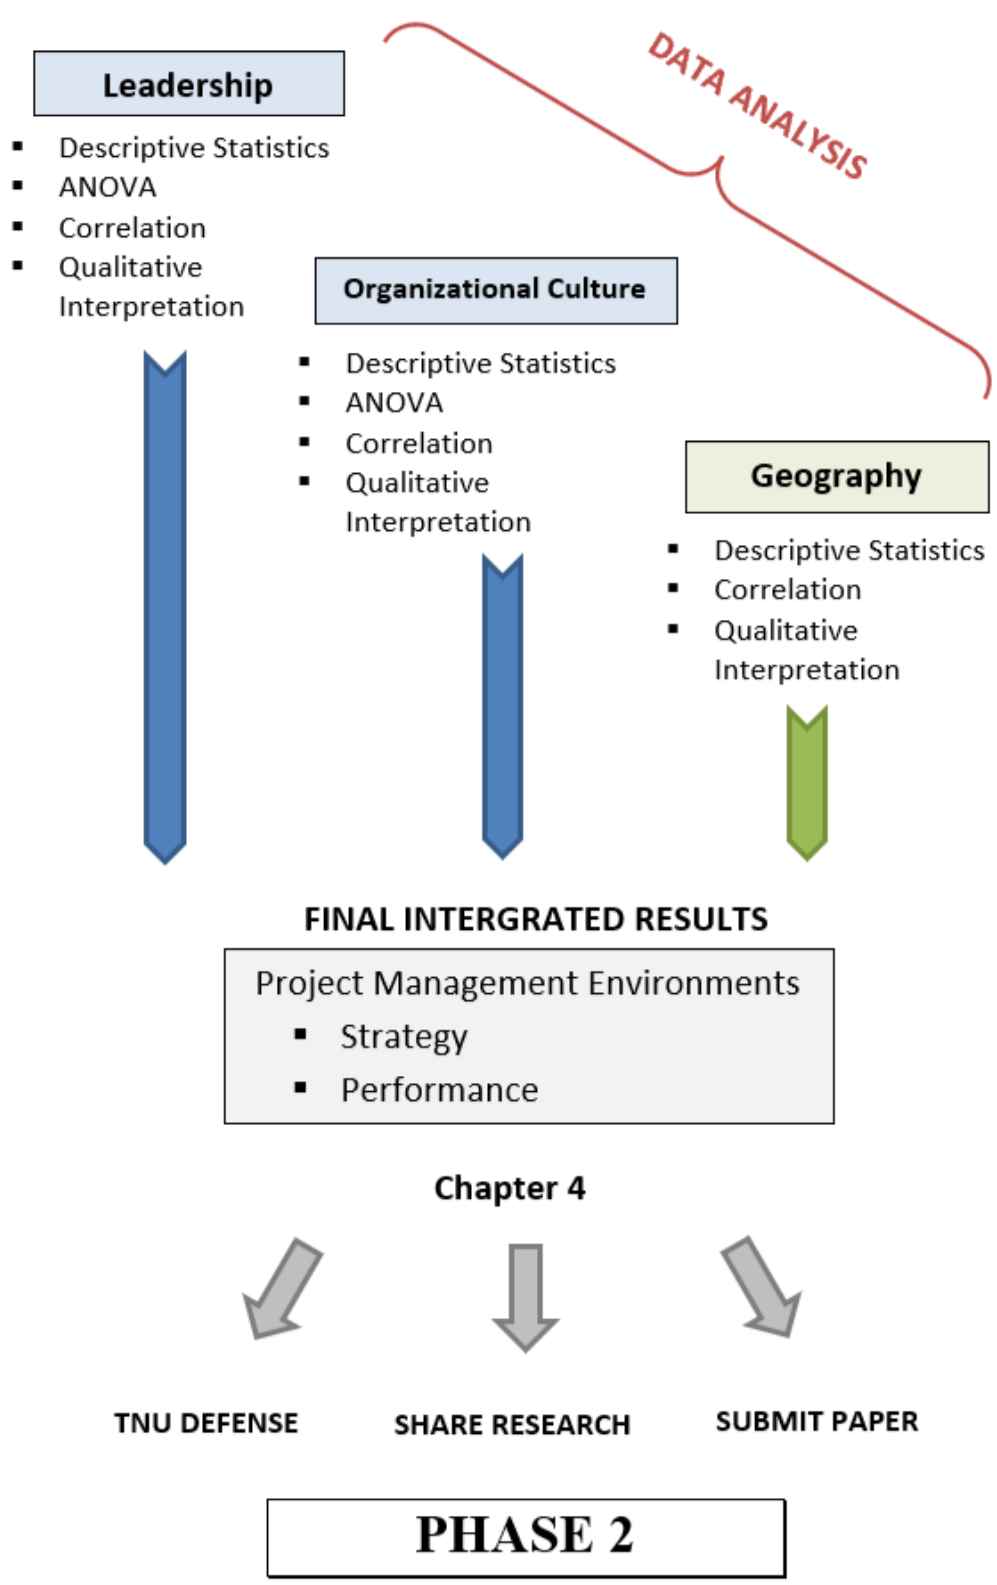 DATA ANALYSIS
Leadership
▪ Descriptive Statistics
▪ ANOVA
▪ Correlation
▪ Qualitative
Interpretation
Organizational Culture
▪ Descriptive Statistics
▪ ANOVA
▪ Correlation
▪ Qualitative
Interpretation
Geography
▪ Descriptive Statistics
▪ Correlation
▪ Qualitative
Interpretation
FINAL INTERGRATED RESULTS
Project Management Environments
▪ Strategy
▪ Performance
Chapter 4
TNU DEFENSE
SHARE RESEARCH
SUBMIT PAPER
PHASE 2